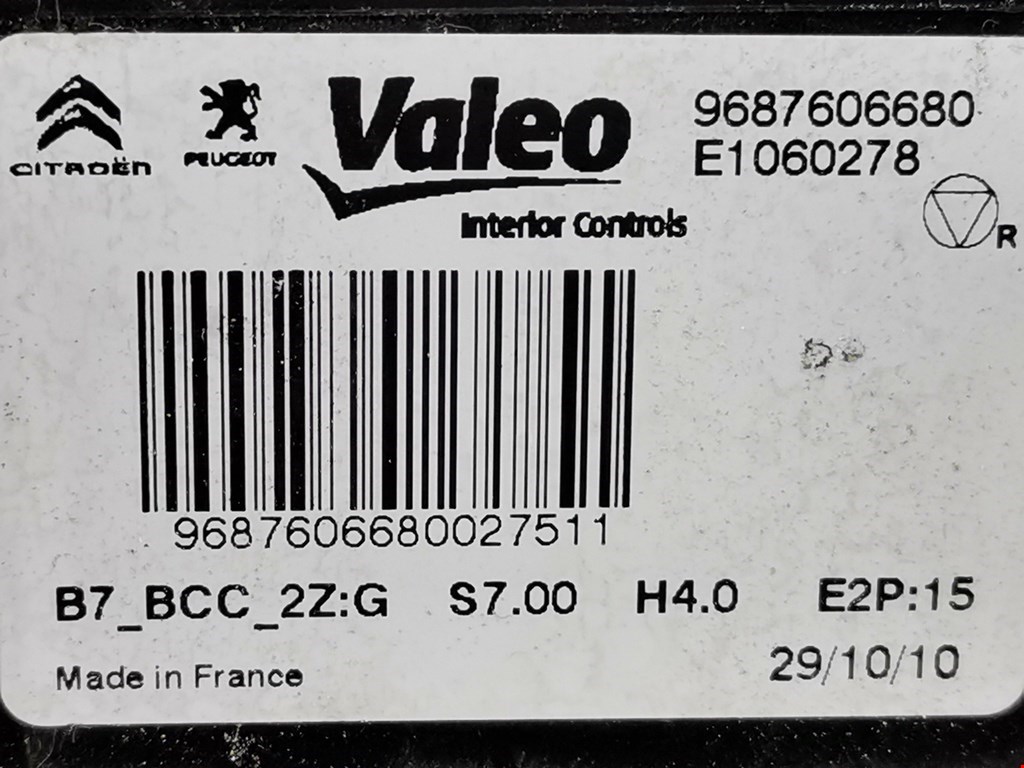 CITROËN PEUGEOT Valeo 9687606680
E1060278
Interior Controls
R
9687606680027511
B7_BCC_2Z:G S7.00 H4.0 E2P:15
Made in France 29/10/10